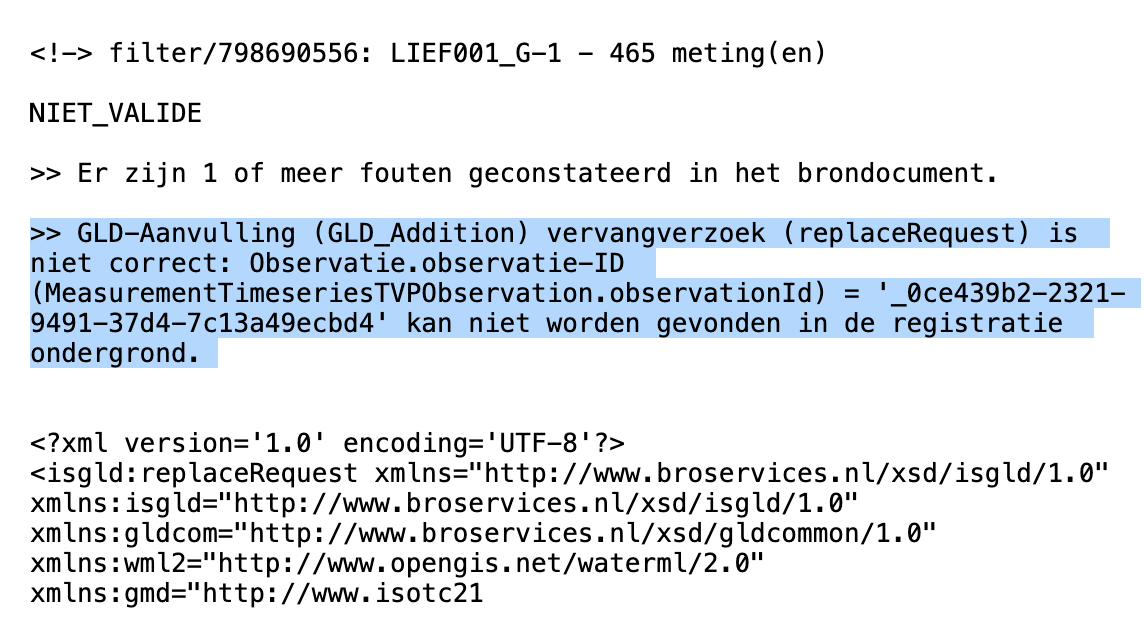 <!-> filter/798690556: LIEF001_G-1 - 465 meting(en)
NIET_VALIDE
>> Er zijn 1 of meer fouten geconstateerd in het brondocument.
>> GLD-Aanvulling (GLD_Addition) vervangverzoek (replaceRequest) is
niet correct: Observatie.observatie-ID
(MeasurementTimeseriesTVPObservation.observationId) = '_0ce439b2-2321-
9491-37d4-7c13a49ecbd4' kan niet worden gevonden in de registratie
ondergrond.
<?xml version='1.0' encoding='UTF-8'?>
<isgld:replaceRequest xmlns="http://www.broservices.nl/xsd/isgld/1.0"
xmlns:isgld="http://www.broservices.nl/xsd/isgld/1.0"
xmlns:gldcom="http://www.broservices.nl/xsd/gldcommon/1.0"
xmlns:wml2="http://www.opengis.net/waterml/2.0"
xmlns:gmd="http://www.isotc21